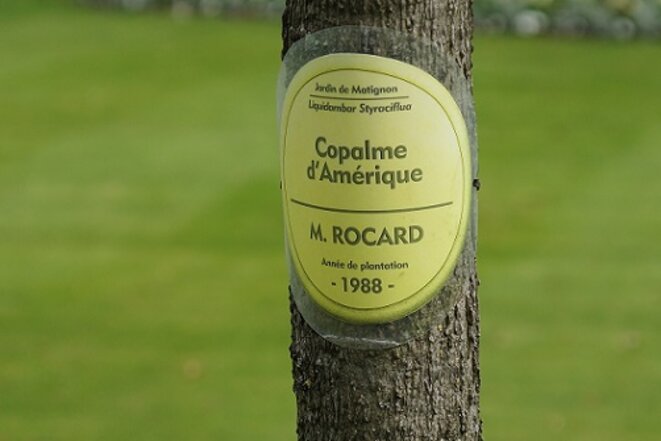 Jardin de Matignon
Liquidambar Styraciflua
Copalme
d'Amérique
M. ROCARD
Année de plantation
- 1988 -